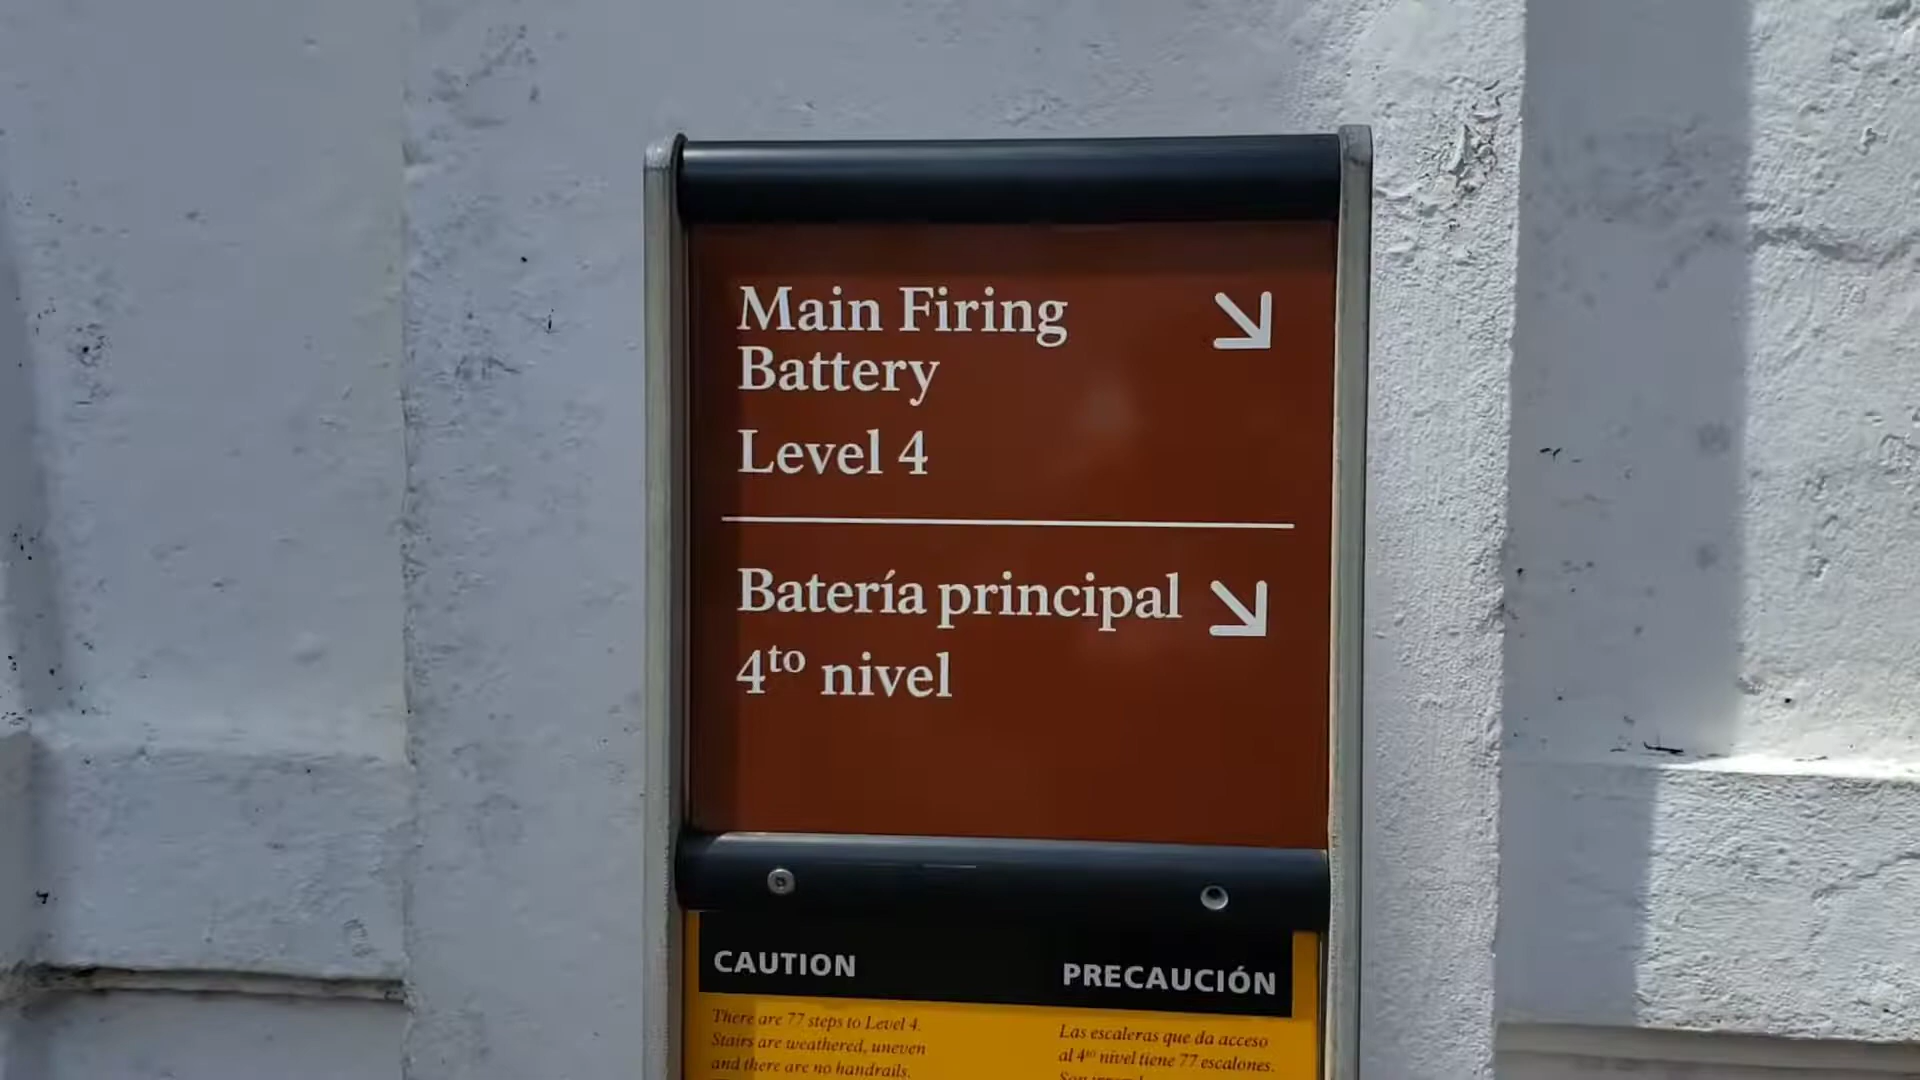 Main Firing
Battery
Level 4
Batería principal
4to nivel
CAUTION
There are 77 steps to Level 4.
Stairs are weathered, uneven
and there are no handrails.
PRECAUCIÓN
Las escaleras que da acceso
al 4to nivel tiene 77 escalones.
Son